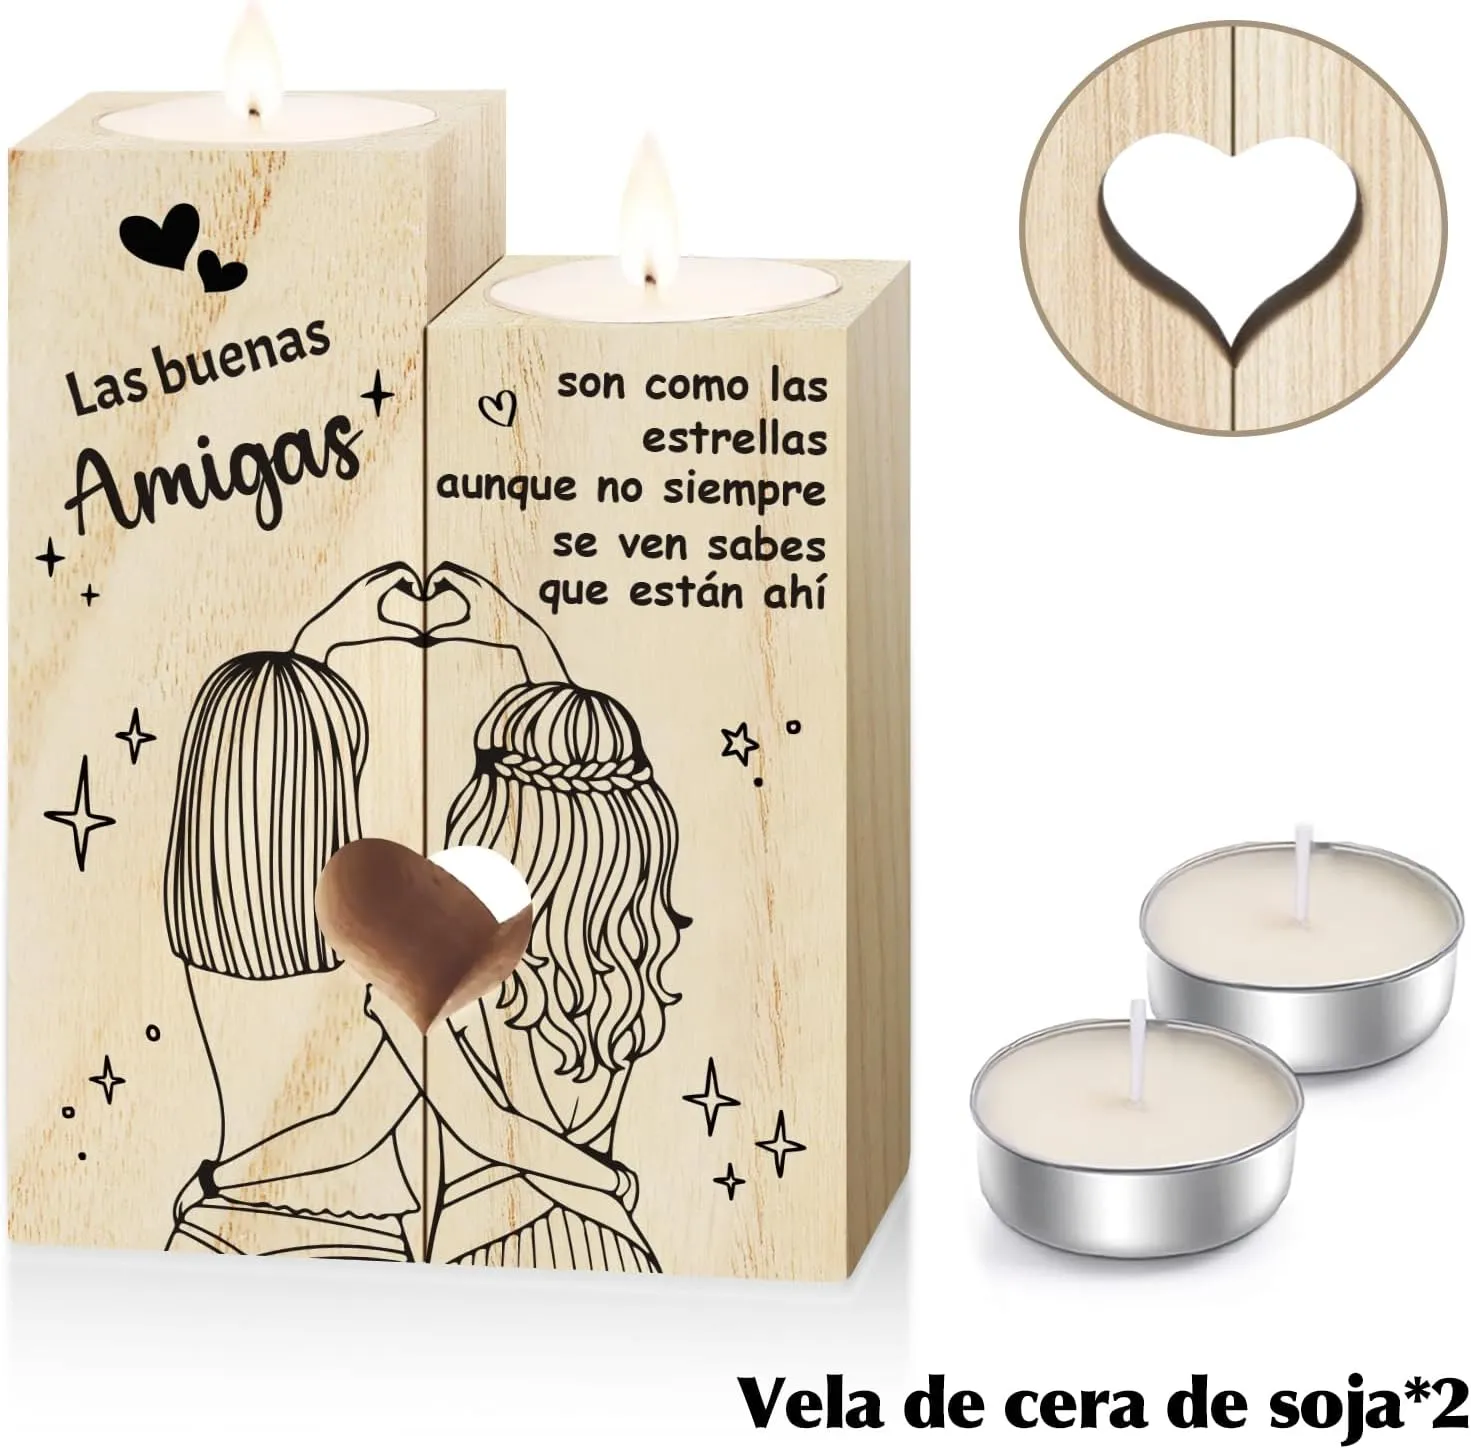 Las buenas
Amigas
son como las
estrellas
aunque no siempre
se ven sabes
que están ahí
Vela de cera de soja*2